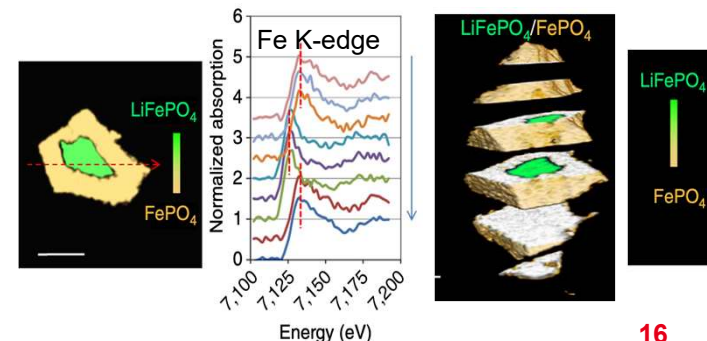 LiFePO4
FePO4
Fe K-edge
Normalized absorption
6
5
4
3
2
1
0
7,100
7,125
7,150
7,175
7,200
Energy (eV)
LiFePO4/FePO4
LiFePO4
FePO4
16